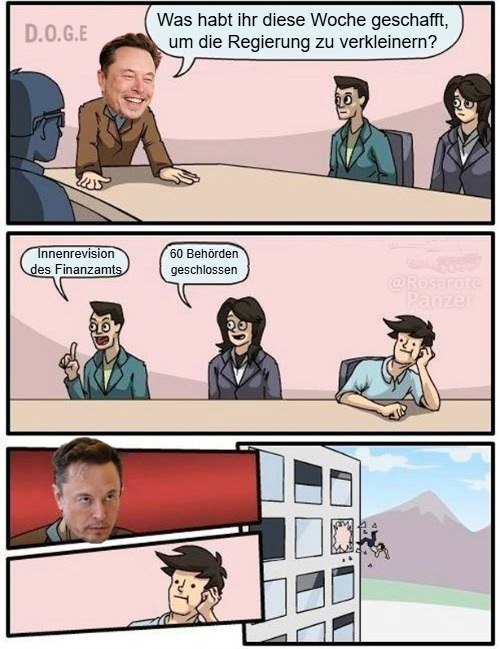 D.O.G.E
Was habt ihr diese Woche geschafft,
um die Regierung zu verkleinern?
Innenrevision
des Finanzamts
60 Behörden
geschlossen
@Rosarote
Panzer